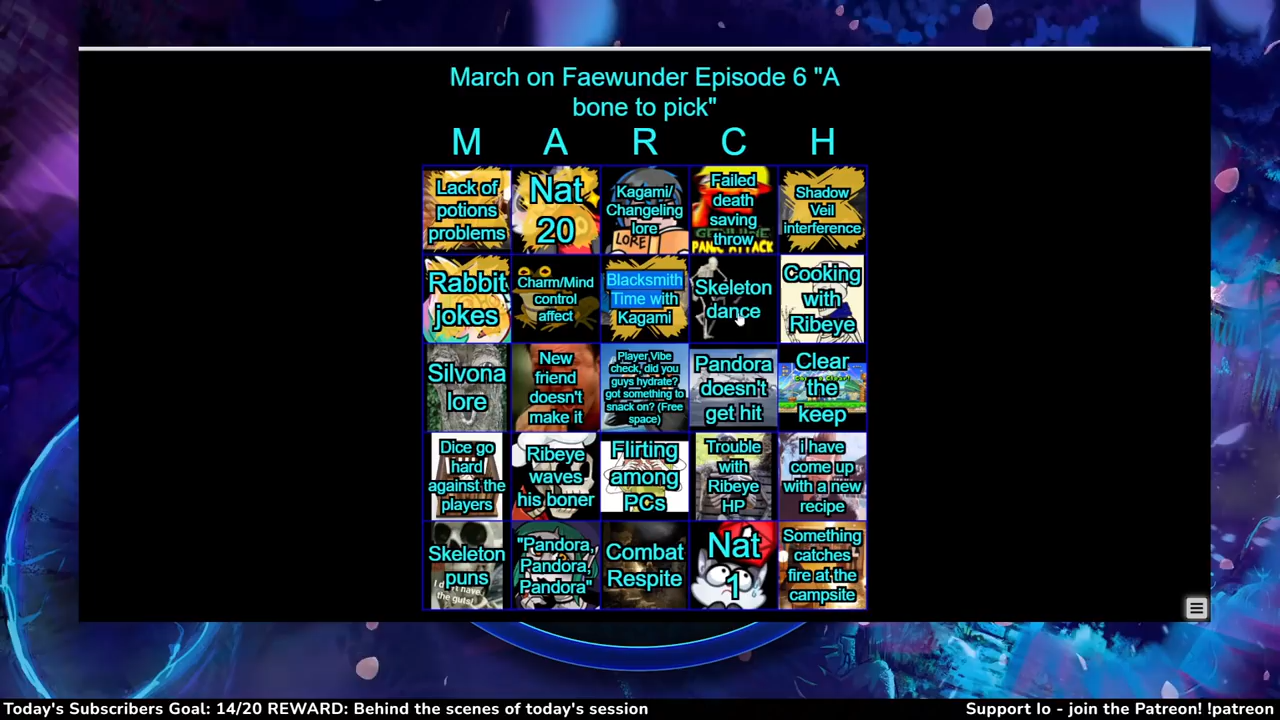 March on Faewunder Episode 6 "A
bone to pick"
M A R C H
Lack of
potions
problems
Nat
20
Kagami/
Changeling
lore
LORE
Failed
death
saving
throw
PANIC ATTACK
Shadow
Veil
interference
Rabbit
jokes
Charm/Mind
control
affect
Blacksmith
Time with
Kagami
Skeleton
dance
Cooking
with
Ribeye
Silvona
lore
New
friend
doesn't
make it
Player Vibe
check, did you
guys hydrate?
got something to
snack on? (Free
space)
Pandora
doesn't
get hit
Clear
the
keep
Dice go
hard
against the
players
Ribeye
waves
his boner
Flirting
among
PCs
Trouble
with
Ribeye
HP
i have
come up
with a new
recipe
Skeleton
puns
the guts!
"Pandora,
Pandora,
Pandora"
Combat
Respite
Nat
1
Something
catches
fire at the
campsite
Today's Subscribers Goal: 14/20 REWARD: Behind the scenes of today's session
Support Io - join the Patreon! !patreon